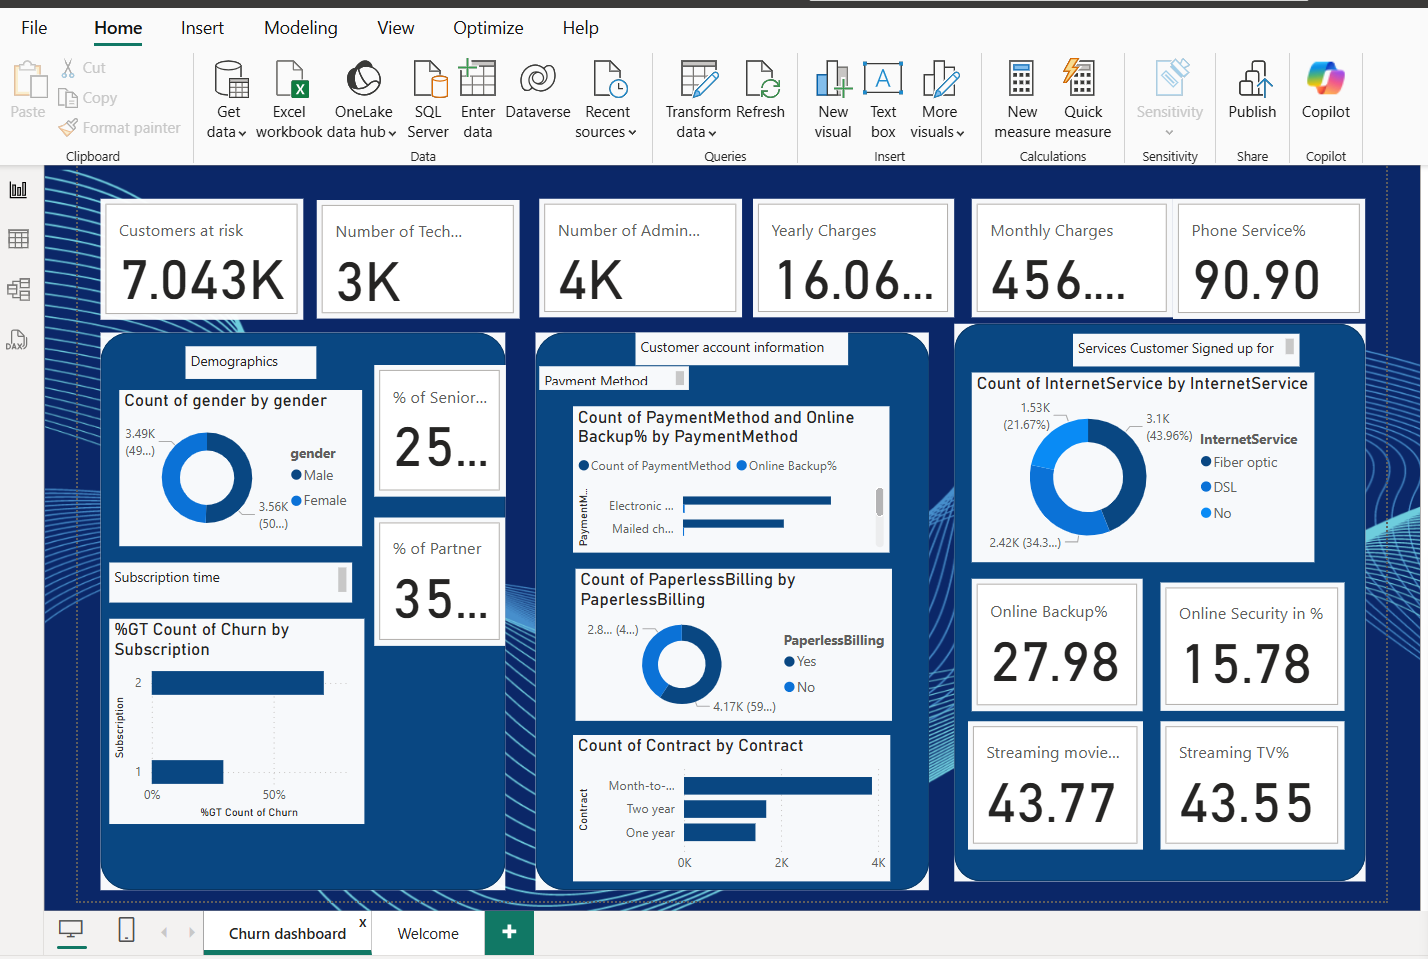 File Home Insert Modeling View Optimize Help
Paste
Cut
Copy
Format painter
Clipboard
Get data
Excel workbook
OneLake data hub
SQL Server
Enter data
Dataverse
Recent sources
Data
Transform data
Refresh
Queries
New visual
Text box
More visuals
Insert
New measure
Quick measure
Calculations
Sensitivity
Sensitivity
Publish
Share
Copilot
Copilot
DAX
Customers at risk
7.043K
Number of Tech...
3K
Number of Admin...
4K
Yearly Charges
16.06...
Monthly Charges
456....
Phone Service%
90.90
Demographics
Count of gender by gender
3.49K
(49...)
3.56K
(50...)
gender
Male
Female
% of Senior...
25...
% of Partner
35...
Subscription time
%GT Count of Churn by
Subscription
Subscription
2
1
0% 50%
%GT Count of Churn
Customer account information
Payment Method
Count of PaymentMethod and Online
Backup% by PaymentMethod
Count of PaymentMethod Online Backup%
PaymentM...
Electronic ...
Mailed ch...
Count of PaperlessBilling by
PaperlessBilling
2.8... (4...)
4.17K (59...)
PaperlessBilling
Yes
No
Count of Contract by Contract
Contract
Month-to-...
Two year
One year
0K 2K 4K
Services Customer Signed up for
Count of InternetService by InternetService
1.53K
(21.67%)
3.1K
(43.96%)
2.42K (34.3...)
InternetService
Fiber optic
DSL
No
Online Backup%
27.98
Online Security in %
15.78
Streaming movie...
43.77
Streaming TV%
43.55
Churn dashboard x
Welcome
+